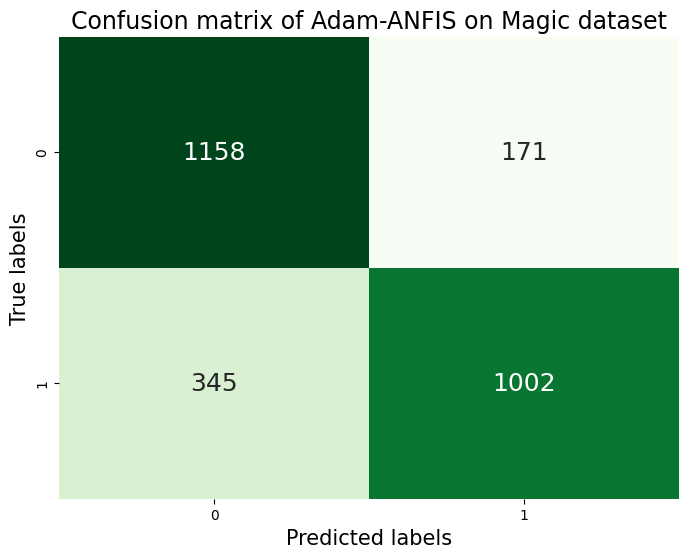 Confusion matrix of Adam-ANFIS on Magic dataset
True labels
0
1158
171
1
345
1002
0
1
Predicted labels